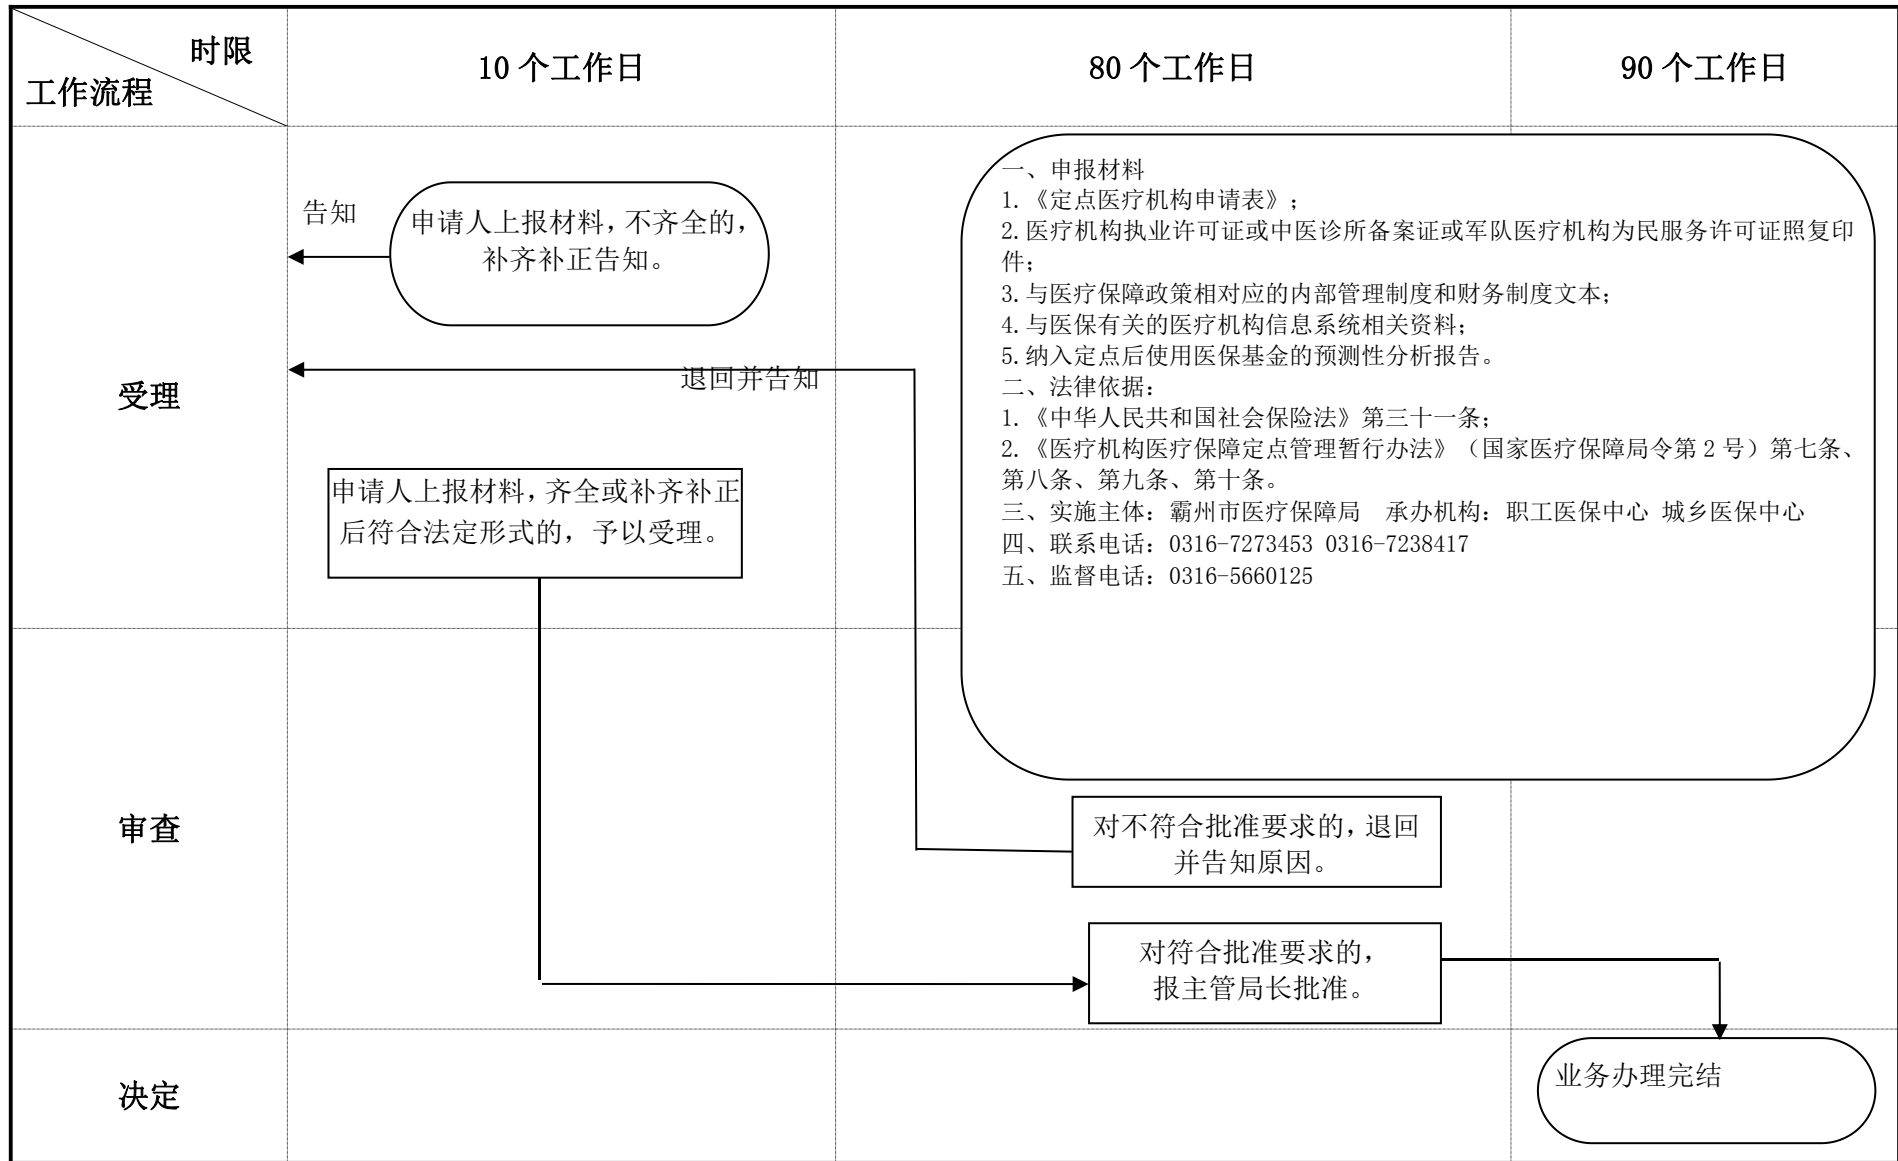 时限
工作流程
10 个工作日
80 个工作日
90 个工作日
受理
告知
申请人上报材料，不齐全的，
补齐补正告知。
退回并告知
申请人上报材料，齐全或补齐补正
后符合法定形式的，予以受理。
一、申报材料
1.《定点医疗机构申请表》；
2.医疗机构执业许可证或中医诊所备案证或军队医疗机构为民服务许可证照复印
件；
3.与医疗保障政策相对应的内部管理制度和财务制度文本；
4.与医保有关的医疗机构信息系统相关资料；
5.纳入定点后使用医保基金的预测性分析报告。
二、法律依据：
1.《中华人民共和国社会保险法》第三十一条；
2.《医疗机构医疗保障定点管理暂行办法》（国家医疗保障局令第 2 号）第七条、
第八条、第九条、第十条。
三、实施主体：霸州市医疗保障局　承办机构：职工医保中心 城乡医保中心
四、联系电话：0316-7273453 0316-7238417
五、监督电话：0316-5660125
审查
对不符合批准要求的，退回
并告知原因。
对符合批准要求的，
报主管局长批准。
决定
业务办理完结